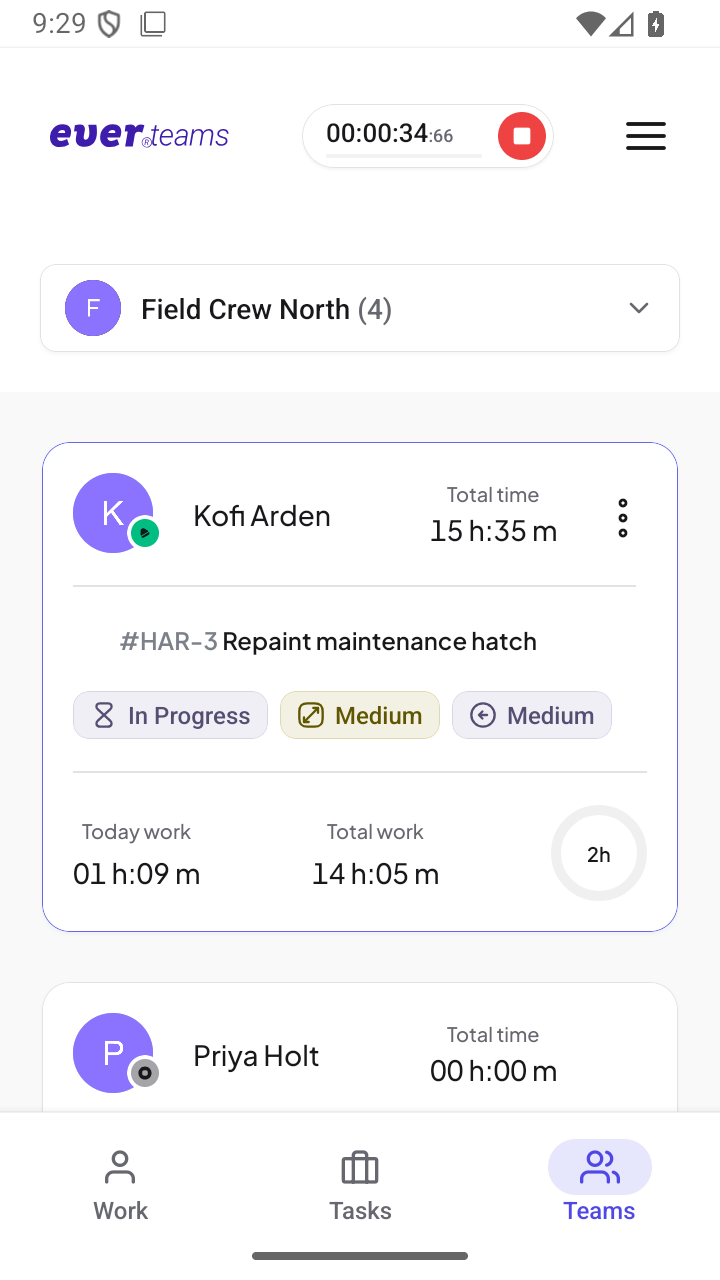 9:29
ever® teams
00:00:34:66
F
Field Crew North (4)
K
Kofi Arden
Total time
15 h:35 m
#HAR-3 Repaint maintenance hatch
In Progress
Medium
Medium
Today work
01 h:09 m
Total work
14 h:05 m
2h
P
Priya Holt
Total time
00 h:00 m
Work
Tasks
Teams